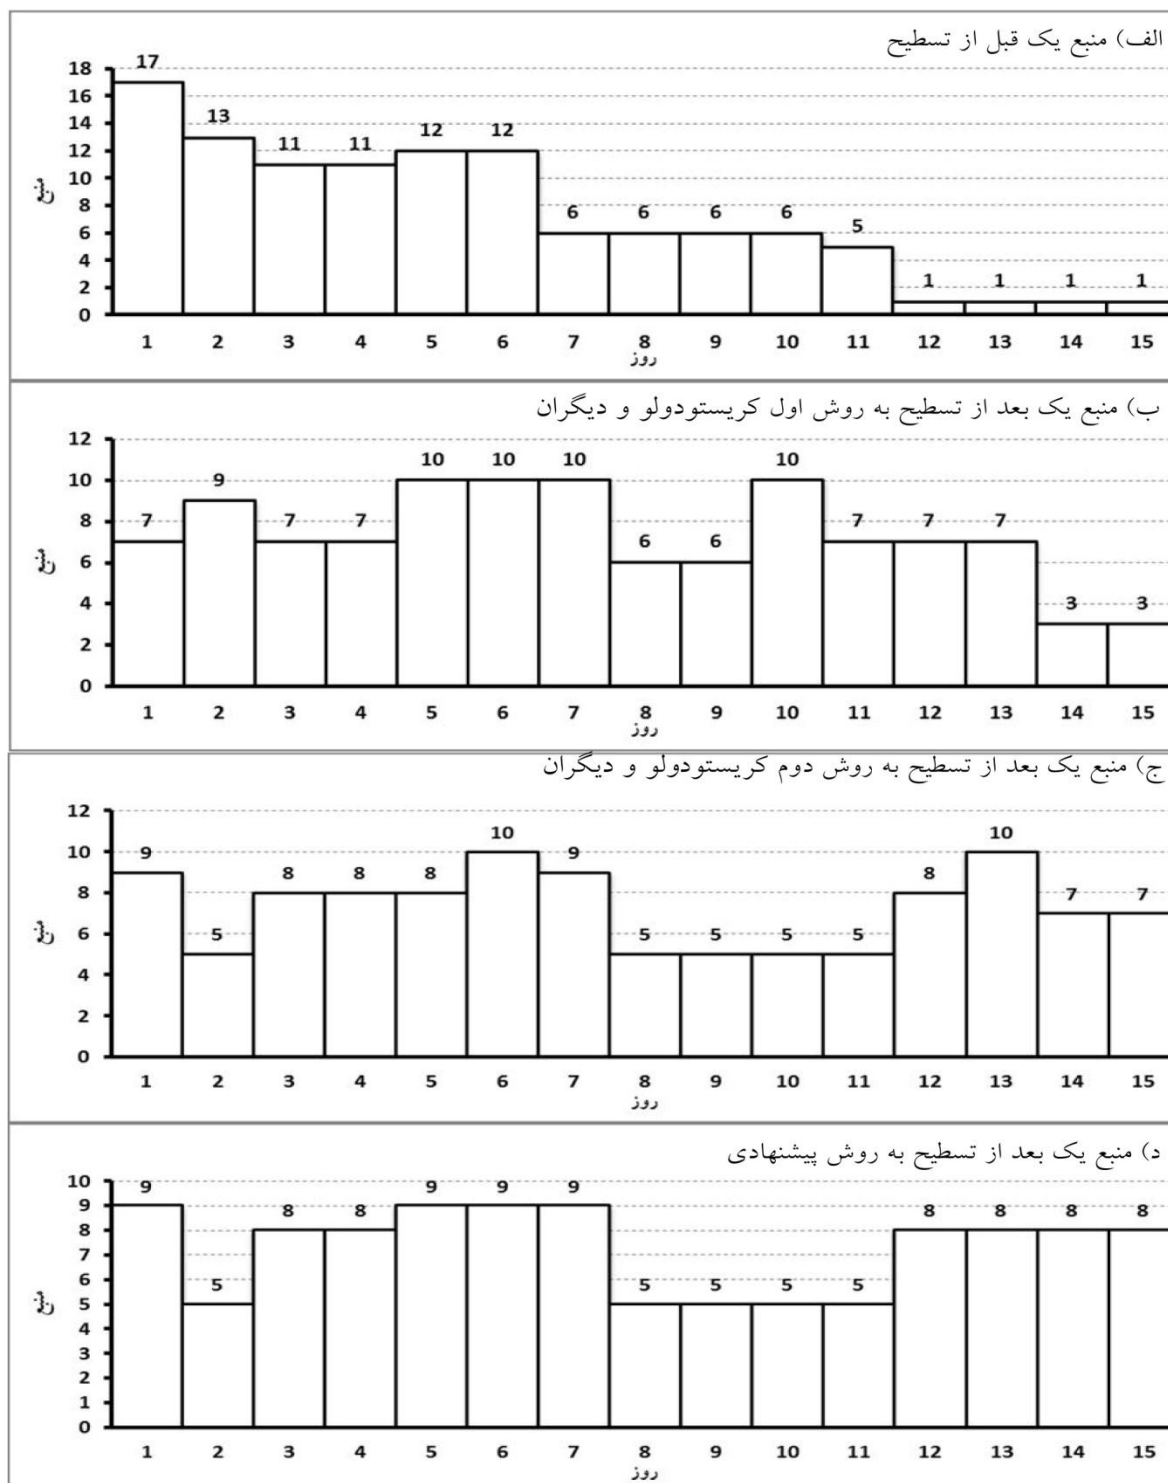 الف) منبع یک قبل از تسطیح
18
16
14
12
10
8
6
4
2
0
منبع
17 13 11 11 12 12 6 6 6 6 5 1 1 1 1
1 2 3 4 5 6 7 8 9 10 11 12 13 14 15
روز
ب) منبع یک بعد از تسطیح به روش اول کریستودولو و دیگران
12
10
8
6
4
2
0
منبع
7 9 7 7 10 10 10 6 6 10 7 7 7 3 3
1 2 3 4 5 6 7 8 9 10 11 12 13 14 15
روز
ج) منبع یک بعد از تسطیح به روش دوم کریستودولو و دیگران
12
10
8
6
4
2
0
منبع
9 5 8 8 8 10 9 5 5 5 5 8 10 7 7
1 2 3 4 5 6 7 8 9 10 11 12 13 14 15
روز
د) منبع یک بعد از تسطیح به روش پیشنهادی
10
9
8
7
6
5
4
3
2
1
0
منبع
9 5 8 8 9 9 9 5 5 5 5 8 8 8 8
1 2 3 4 5 6 7 8 9 10 11 12 13 14 15
روز